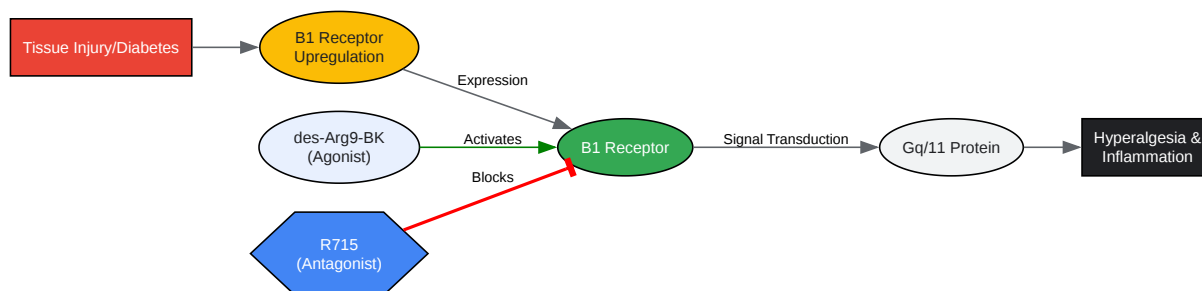 Tissue Injury/Diabetes
B1 Receptor
Upregulation
Expression
des-Arg9-BK
(Agonist)
Activates
B1 Receptor
Signal Transduction
Gq/11 Protein
Hyperalgesia &
Inflammation
Blocks
R715
(Antagonist)